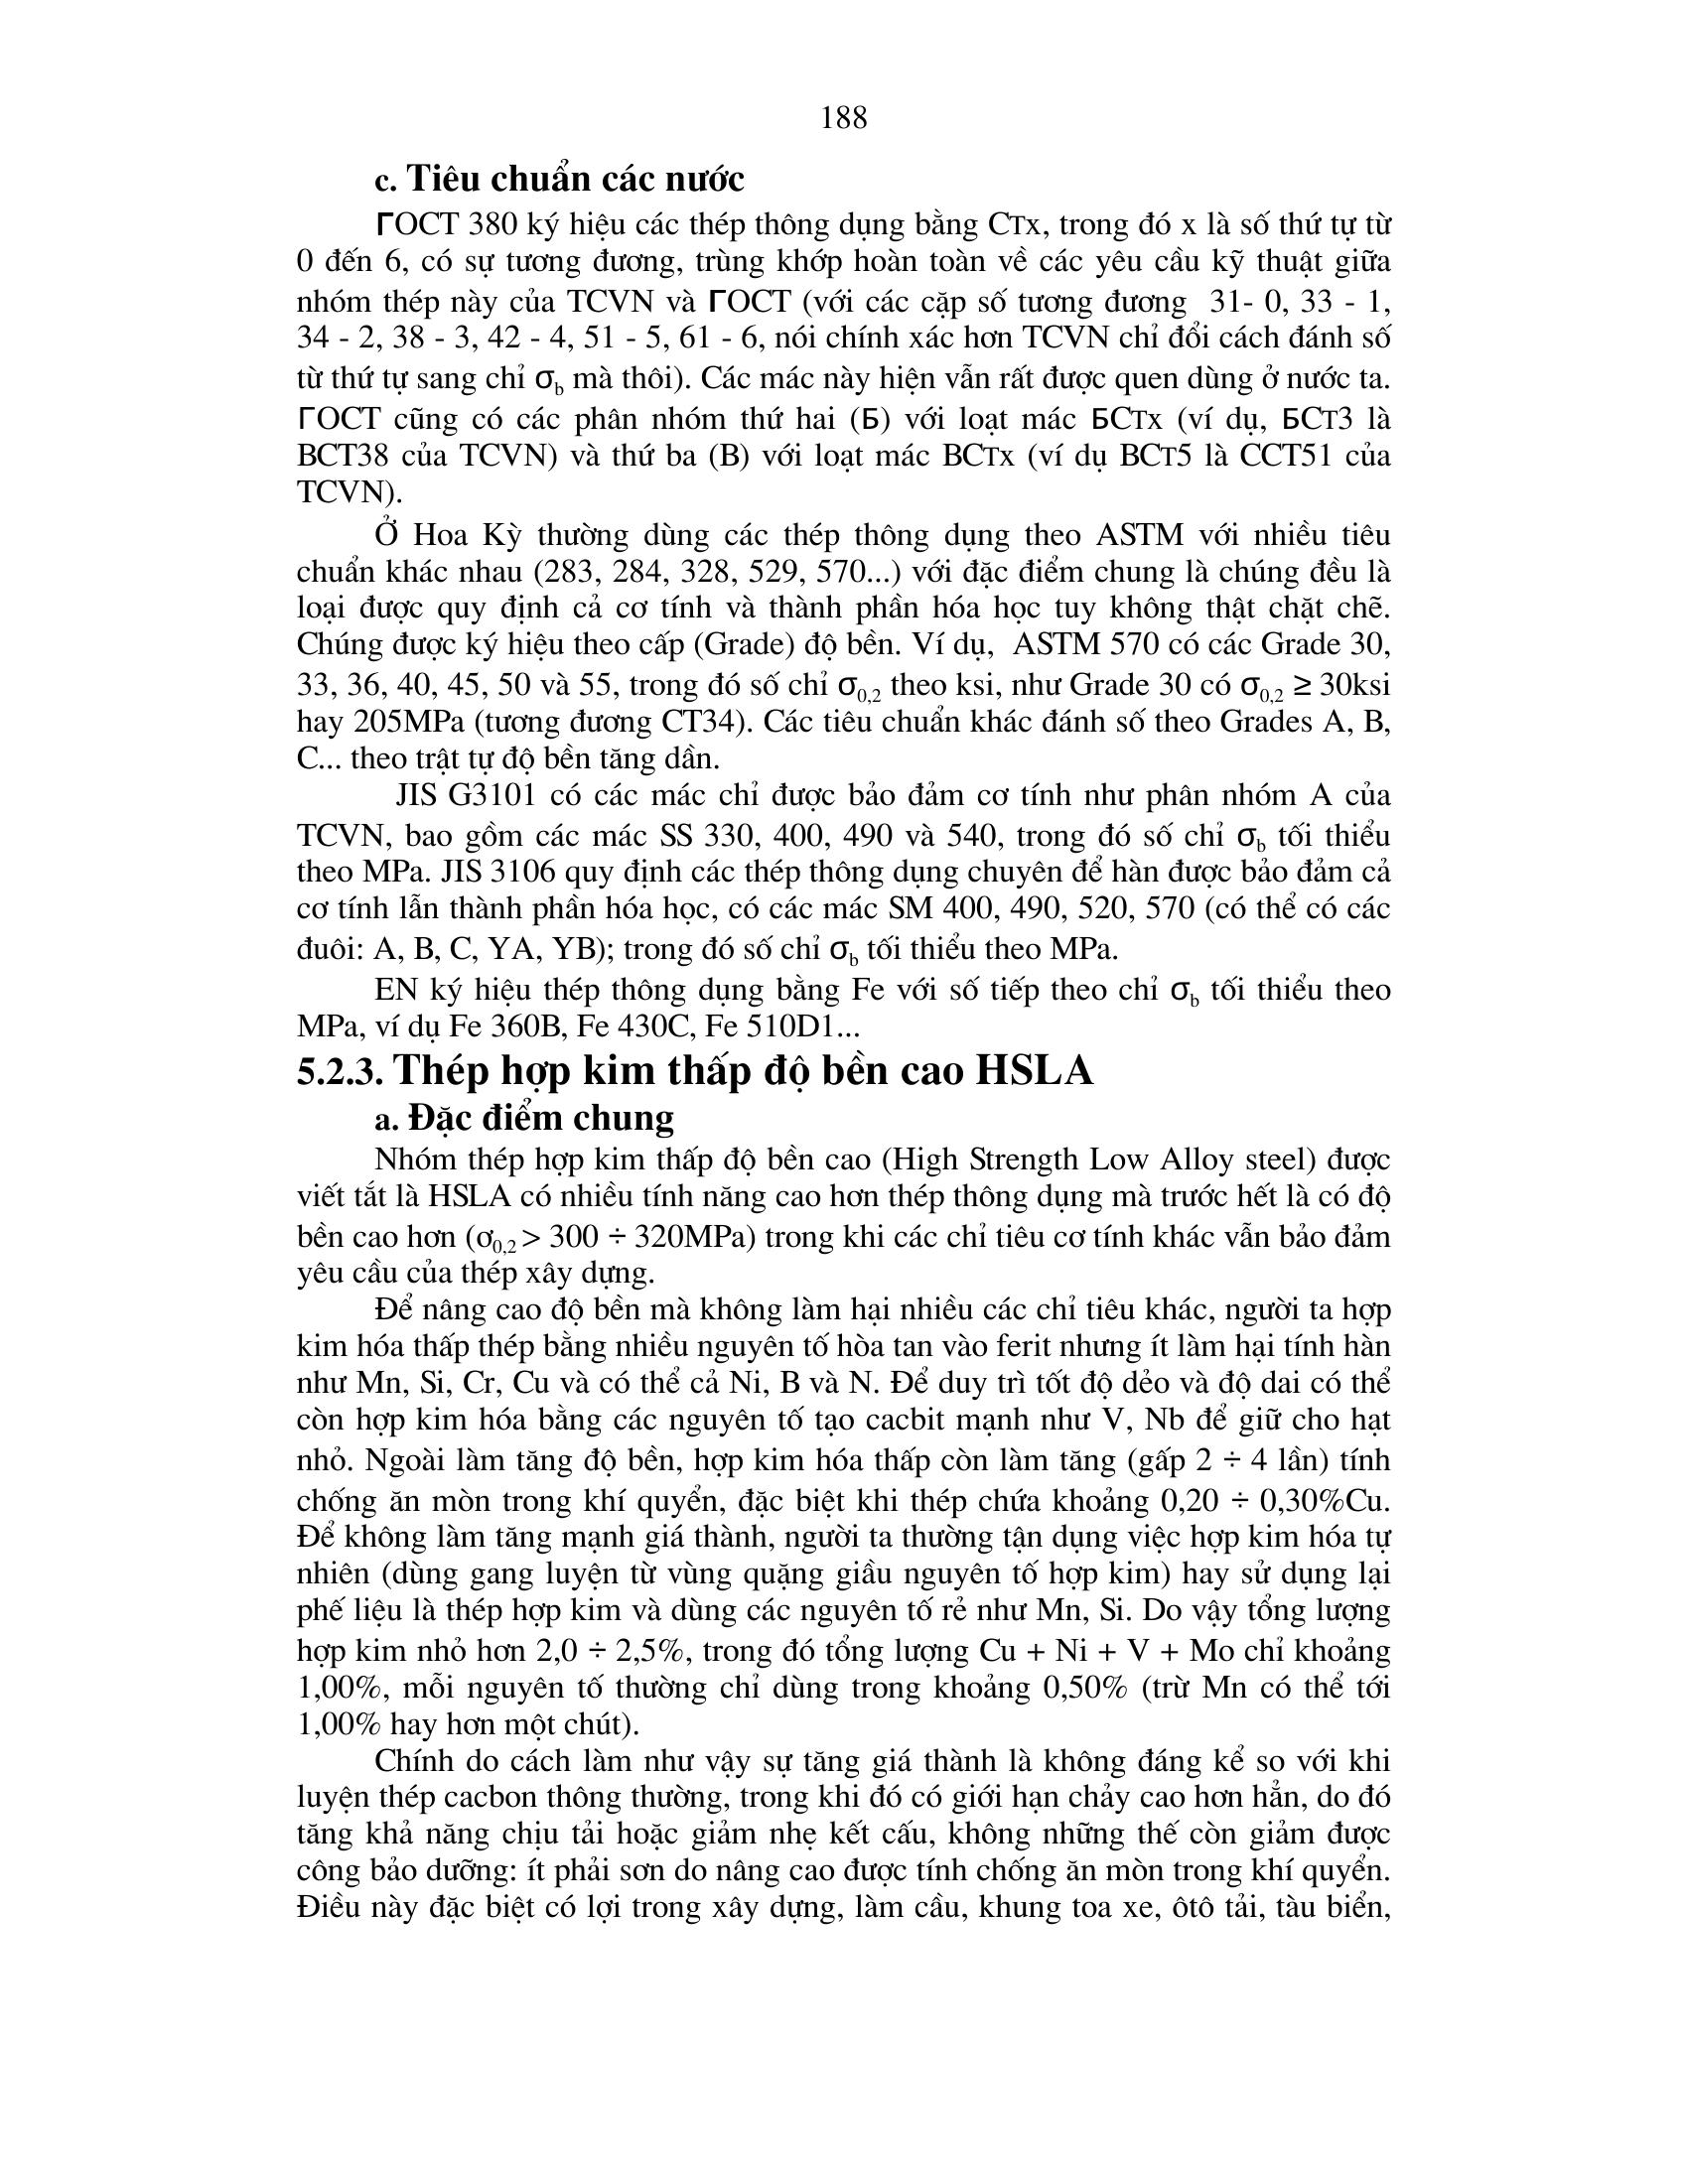 188
c. Tiêu chuẩn các nước
ГОСТ 380 ký hiệu các thép thông dụng bằng CTx, trong đó x là số thứ tự từ
0 đến 6, có sự tương đương, trùng khớp hoàn toàn về các yêu cầu kỹ thuật giữa
nhóm thép này của TCVN và ГОСТ (với các cặp số tương đương  31- 0, 33 - 1,
34 - 2, 38 - 3, 42 - 4, 51 - 5, 61 - 6, nói chính xác hơn TCVN chỉ đổi cách đánh số
từ thứ tự sang chỉ σb mà thôi). Các mác này hiện vẫn rất được quen dùng ở nước ta.
ГОСТ cũng có các phân nhóm thứ hai (Б) với loạt mác БCTx (ví dụ, БCT3 là
BCT38 của TCVN) và thứ ba (B) với loạt mác BCTx (ví dụ BCT5 là CCT51 của
TCVN).
Ở Hoa Kỳ thường dùng các thép thông dụng theo ASTM với nhiều tiêu
chuẩn khác nhau (283, 284, 328, 529, 570...) với đặc điểm chung là chúng đều là
loại được quy định cả cơ tính và thành phần hóa học tuy không thật chặt chẽ.
Chúng được ký hiệu theo cấp (Grade) độ bền. Ví dụ,  ASTM 570 có các Grade 30,
33, 36, 40, 45, 50 và 55, trong đó số chỉ σ0,2 theo ksi, như Grade 30 có σ0,2 ≥ 30ksi
hay 205MPa (tương đương CT34). Các tiêu chuẩn khác đánh số theo Grades A, B,
C... theo trật tự độ bền tăng dần.
JIS G3101 có các mác chỉ được bảo đảm cơ tính như phân nhóm A của
TCVN, bao gồm các mác SS 330, 400, 490 và 540, trong đó số chỉ σb tối thiểu
theo MPa. JIS 3106 quy định các thép thông dụng chuyên để hàn được bảo đảm cả
cơ tính lẫn thành phần hóa học, có các mác SM 400, 490, 520, 570 (có thể có các
đuôi: A, B, C, YA, YB); trong đó số chỉ σb tối thiểu theo MPa.
EN ký hiệu thép thông dụng bằng Fe với số tiếp theo chỉ σb tối thiểu theo
MPa, ví dụ Fe 360B, Fe 430C, Fe 510D1...
5.2.3. Thép hợp kim thấp độ bền cao HSLA
a. Đặc điểm chung
Nhóm thép hợp kim thấp độ bền cao (High Strength Low Alloy steel) được
viết tắt là HSLA có nhiều tính năng cao hơn thép thông dụng mà trước hết là có độ
bền cao hơn (σ0,2 > 300 ÷ 320MPa) trong khi các chỉ tiêu cơ tính khác vẫn bảo đảm
yêu cầu của thép xây dựng.
Để nâng cao độ bền mà không làm hại nhiều các chỉ tiêu khác, người ta hợp
kim hóa thấp thép bằng nhiều nguyên tố hòa tan vào ferit nhưng ít làm hại tính hàn
như Mn, Si, Cr, Cu và có thể cả Ni, B và N. Để duy trì tốt độ dẻo và độ dai có thể
còn hợp kim hóa bằng các nguyên tố tạo cacbit mạnh như V, Nb để giữ cho hạt
nhỏ. Ngoài làm tăng độ bền, hợp kim hóa thấp còn làm tăng (gấp 2 ÷ 4 lần) tính
chống ăn mòn trong khí quyển, đặc biệt khi thép chứa khoảng 0,20 ÷ 0,30%Cu.
Để không làm tăng mạnh giá thành, người ta thường tận dụng việc hợp kim hóa tự
nhiên (dùng gang luyện từ vùng quặng giầu nguyên tố hợp kim) hay sử dụng lại
phế liệu là thép hợp kim và dùng các nguyên tố rẻ như Mn, Si. Do vậy tổng lượng
hợp kim nhỏ hơn 2,0 ÷ 2,5%, trong đó tổng lượng Cu + Ni + V + Mo chỉ khoảng
1,00%, mỗi nguyên tố thường chỉ dùng trong khoảng 0,50% (trừ Mn có thể tới
1,00% hay hơn một chút).
Chính do cách làm như vậy sự tăng giá thành là không đáng kể so với khi
luyện thép cacbon thông thường, trong khi đó có giới hạn chảy cao hơn hẳn, do đó
tăng khả năng chịu tải hoặc giảm nhẹ kết cấu, không những thế còn giảm được
công bảo dưỡng: ít phải sơn do nâng cao được tính chống ăn mòn trong khí quyển.
Điều này đặc biệt có lợi trong xây dựng, làm cầu, khung toa xe, ôtô tải, tàu biển,